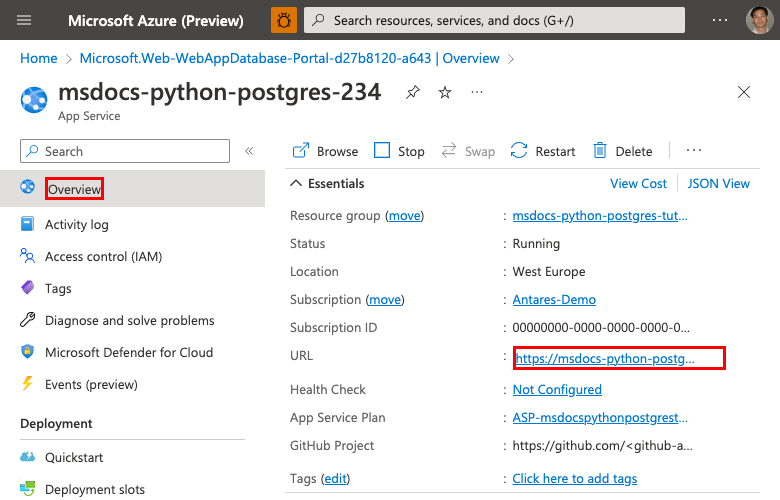 Microsoft Azure (Preview)
Search resources, services, and docs (G+/)
Home > Microsoft.Web-WebAppDatabase-Portal-d27b8120-a643 | Overview >
msdocs-python-postgres-234
App Service
Search
Browse Stop Swap Restart Delete
Overview
Activity log
Access control (IAM)
Tags
Diagnose and solve problems
Microsoft Defender for Cloud
Events (preview)
Deployment
Quickstart
Deployment slots
Essentials
View Cost JSON View
Resource group (move) : msdocs-python-postgres-tut...
Status : Running
Location : West Europe
Subscription (move) : Antares-Demo
Subscription ID : 00000000-0000-0000-0000-0...
URL : https://msdocs-python-postg...
Health Check : Not Configured
App Service Plan : ASP-msdocspythonpostgrest...
GitHub Project : https://github.com/<github-a...
Tags (edit) : Click here to add tags